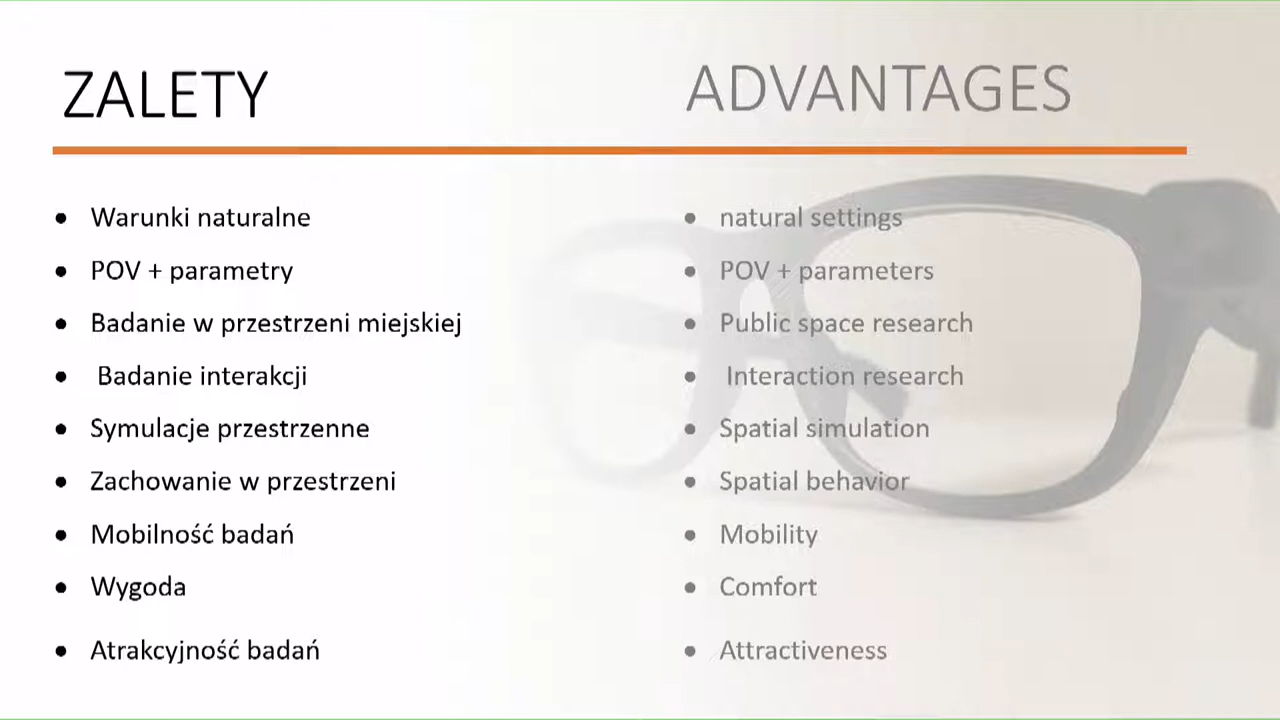 ZALETY
• Warunki naturalne
• POV + parametry
• Badanie w przestrzeni miejskiej
• Badanie interakcji
• Symulacje przestrzenne
• Zachowanie w przestrzeni
• Mobilność badań
• Wygoda
• Atrakcyjność badań
ADVANTAGES
• natural settings
• POV + parameters
• Public space research
• Interaction research
• Spatial simulation
• Spatial behavior
• Mobility
• Comfort
• Attractiveness